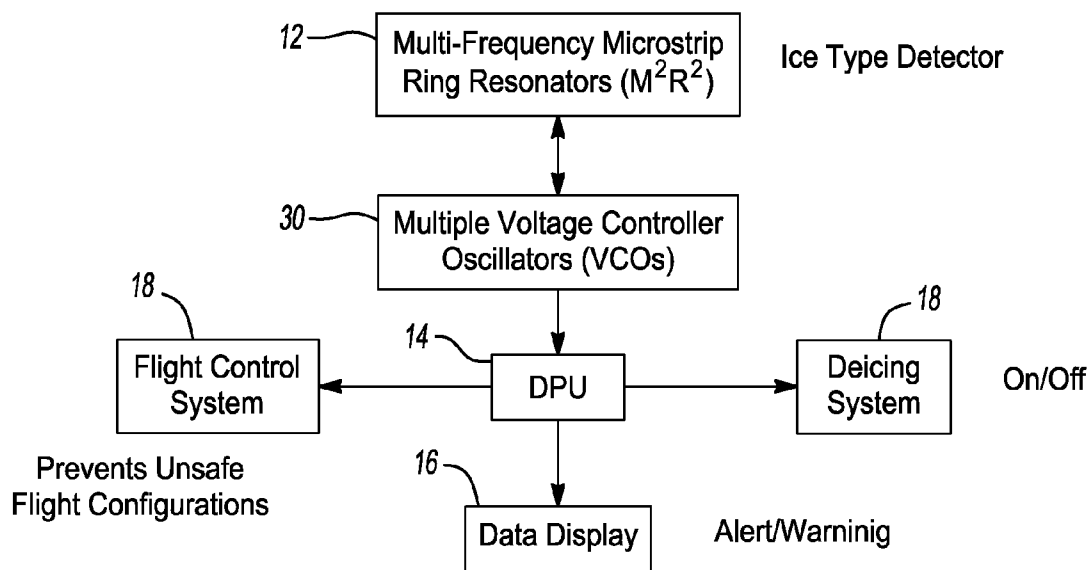 12
Multi-Frequency Microstrip
Ring Resonators (M²R²)
Ice Type Detector
30
Multiple Voltage Controller
Oscillators (VCOs)
18
Flight Control
System
14
DPU
18
Deicing
System
On/Off
Prevents Unsafe
Flight Configurations
16
Data Display
Alert/Warninig